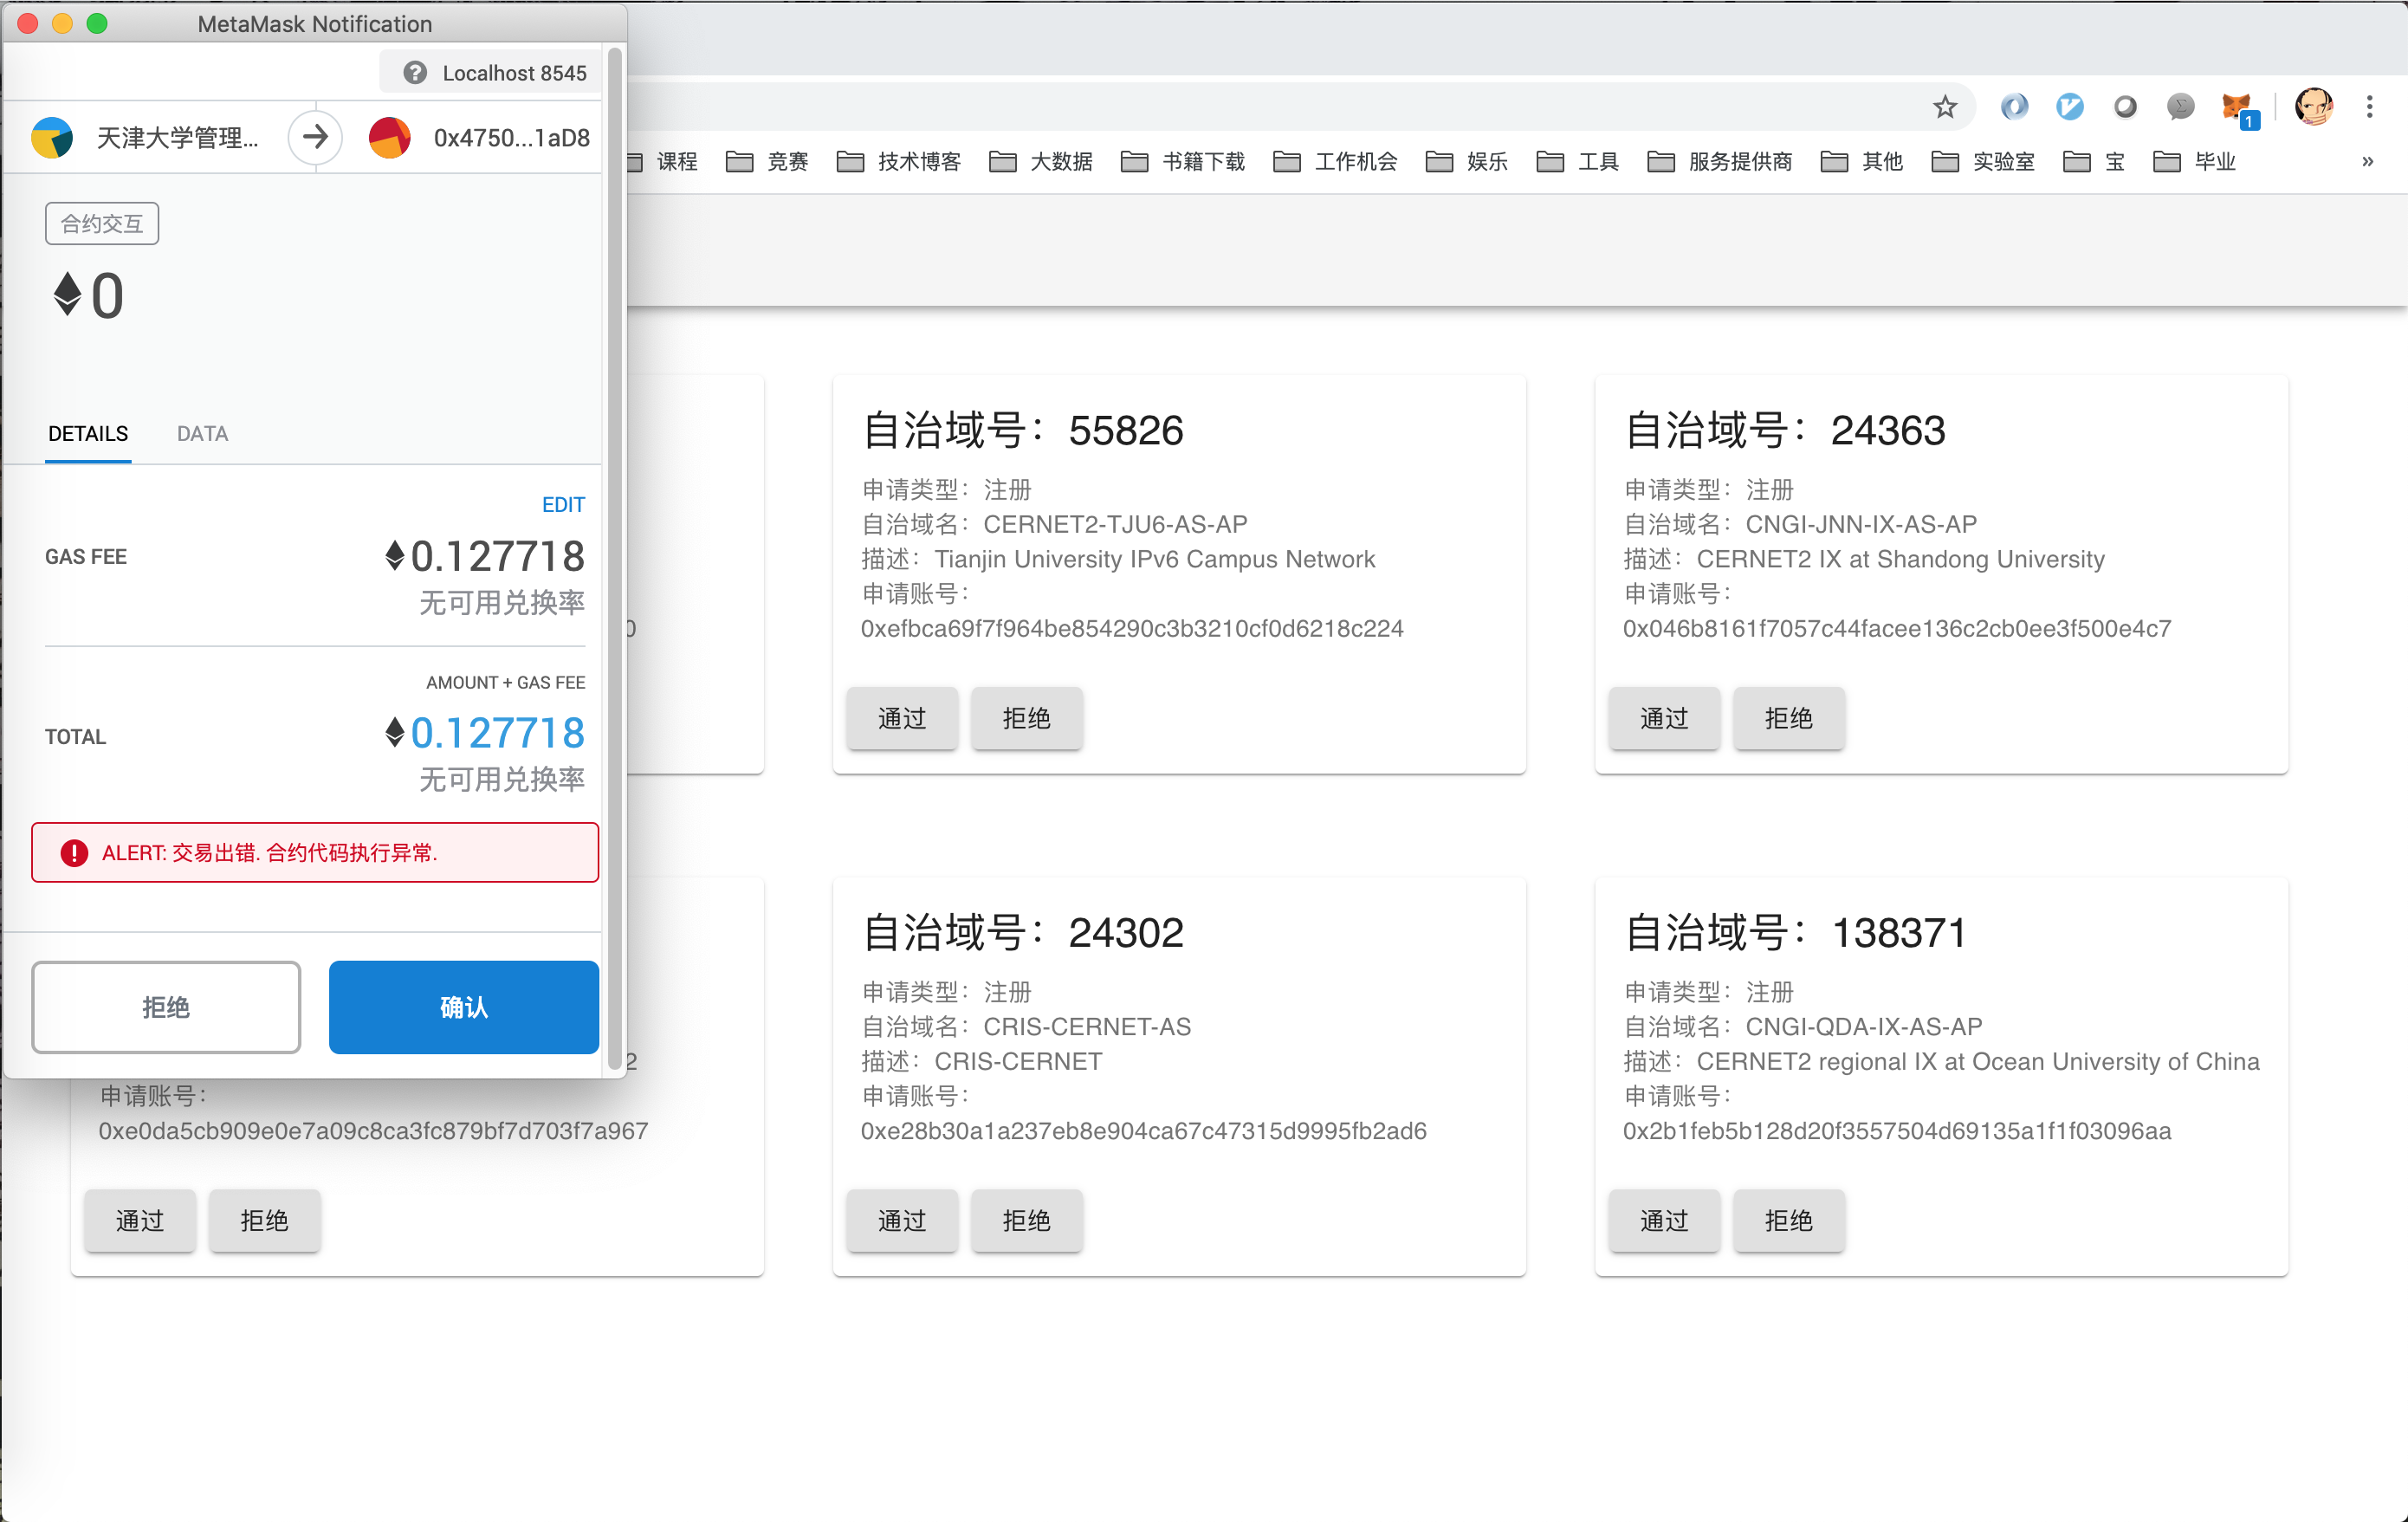 MetaMask Notification
Localhost 8545
天津大学管理...
0x4750...1aD8
合约交互
0
DETAILS
DATA
EDIT
GAS FEE
0.127718
无可用兑换率
AMOUNT + GAS FEE
TOTAL
0.127718
无可用兑换率
ALERT: 交易出错. 合约代码执行异常.
拒绝
确认
1
课程
竞赛
技术博客
大数据
书籍下载
工作机会
娱乐
工具
服务提供商
其他
实验室
宝
毕业
»
0
自治域号：55826
申请类型：注册
自治域名：CERNET2-TJU6-AS-AP
描述：Tianjin University IPv6 Campus Network
申请账号：
0xefbca69f7f964be854290c3b3210cf0d6218c224
通过
拒绝
自治域号：24363
申请类型：注册
自治域名：CNGI-JNN-IX-AS-AP
描述：CERNET2 IX at Shandong University
申请账号：
0x046b8161f7057c44facee136c2cb0ee3f500e4c7
通过
拒绝
2
申请账号：
0xe0da5cb909e0e7a09c8ca3fc879bf7d703f7a967
通过
拒绝
自治域号：24302
申请类型：注册
自治域名：CRIS-CERNET-AS
描述：CRIS-CERNET
申请账号：
0xe28b30a1a237eb8e904ca67c47315d9995fb2ad6
通过
拒绝
自治域号：138371
申请类型：注册
自治域名：CNGI-QDA-IX-AS-AP
描述：CERNET2 regional IX at Ocean University of China
申请账号：
0x2b1feb5b128d20f3557504d69135a1f1f03096aa
通过
拒绝